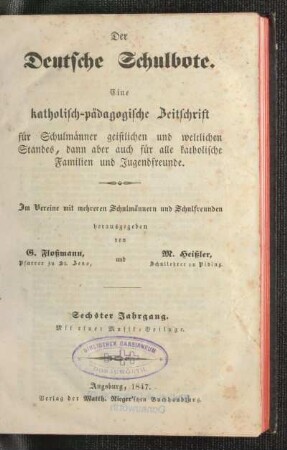 Der
Deutsche Schulbote.
Eine
katholisch-pädagogische Zeitschrift
für Schulmänner geistlichen und weltlichen
Standes, dann aber auch für alle katholische
Familien und Jugendfreunde.
Im Vereine mit mehreren Schulmännern und Schulfreunden
herausgegeben
von
G. Floßmann, und M. Heißler,
Pfarrer zu St. Zeno, Schullehrer zu Piding.
Sechster Jahrgang.
Mit einer Musik-Beilage.
Augsburg, 1847.
Verlag der Matth. Rieger'schen Buchhandlung.